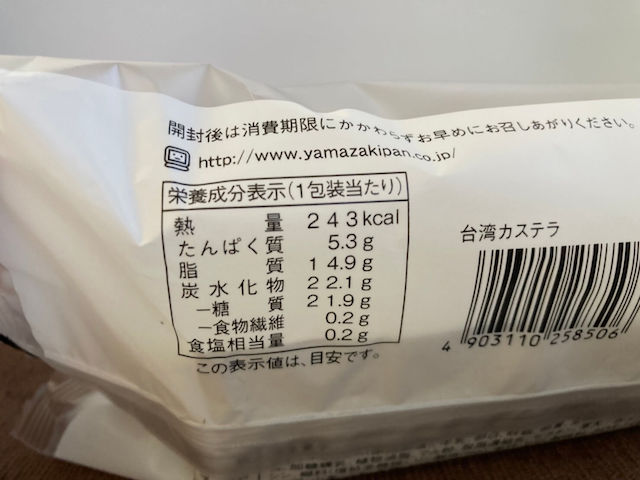 開封後は消費期限にかかわらずお早めにお召しあがりください。
http://www.yamazakipan.co.jp/
栄養成分表示(1包装当たり)
熱量 243kcal
たんぱく質 5.3g
脂質 14.9g
炭水化物 22.1g
−糖質 21.9g
−食物繊維 0.2g
食塩相当量 0.2g
この表示値は、目安です。
台湾カステラ
4 903110 258506